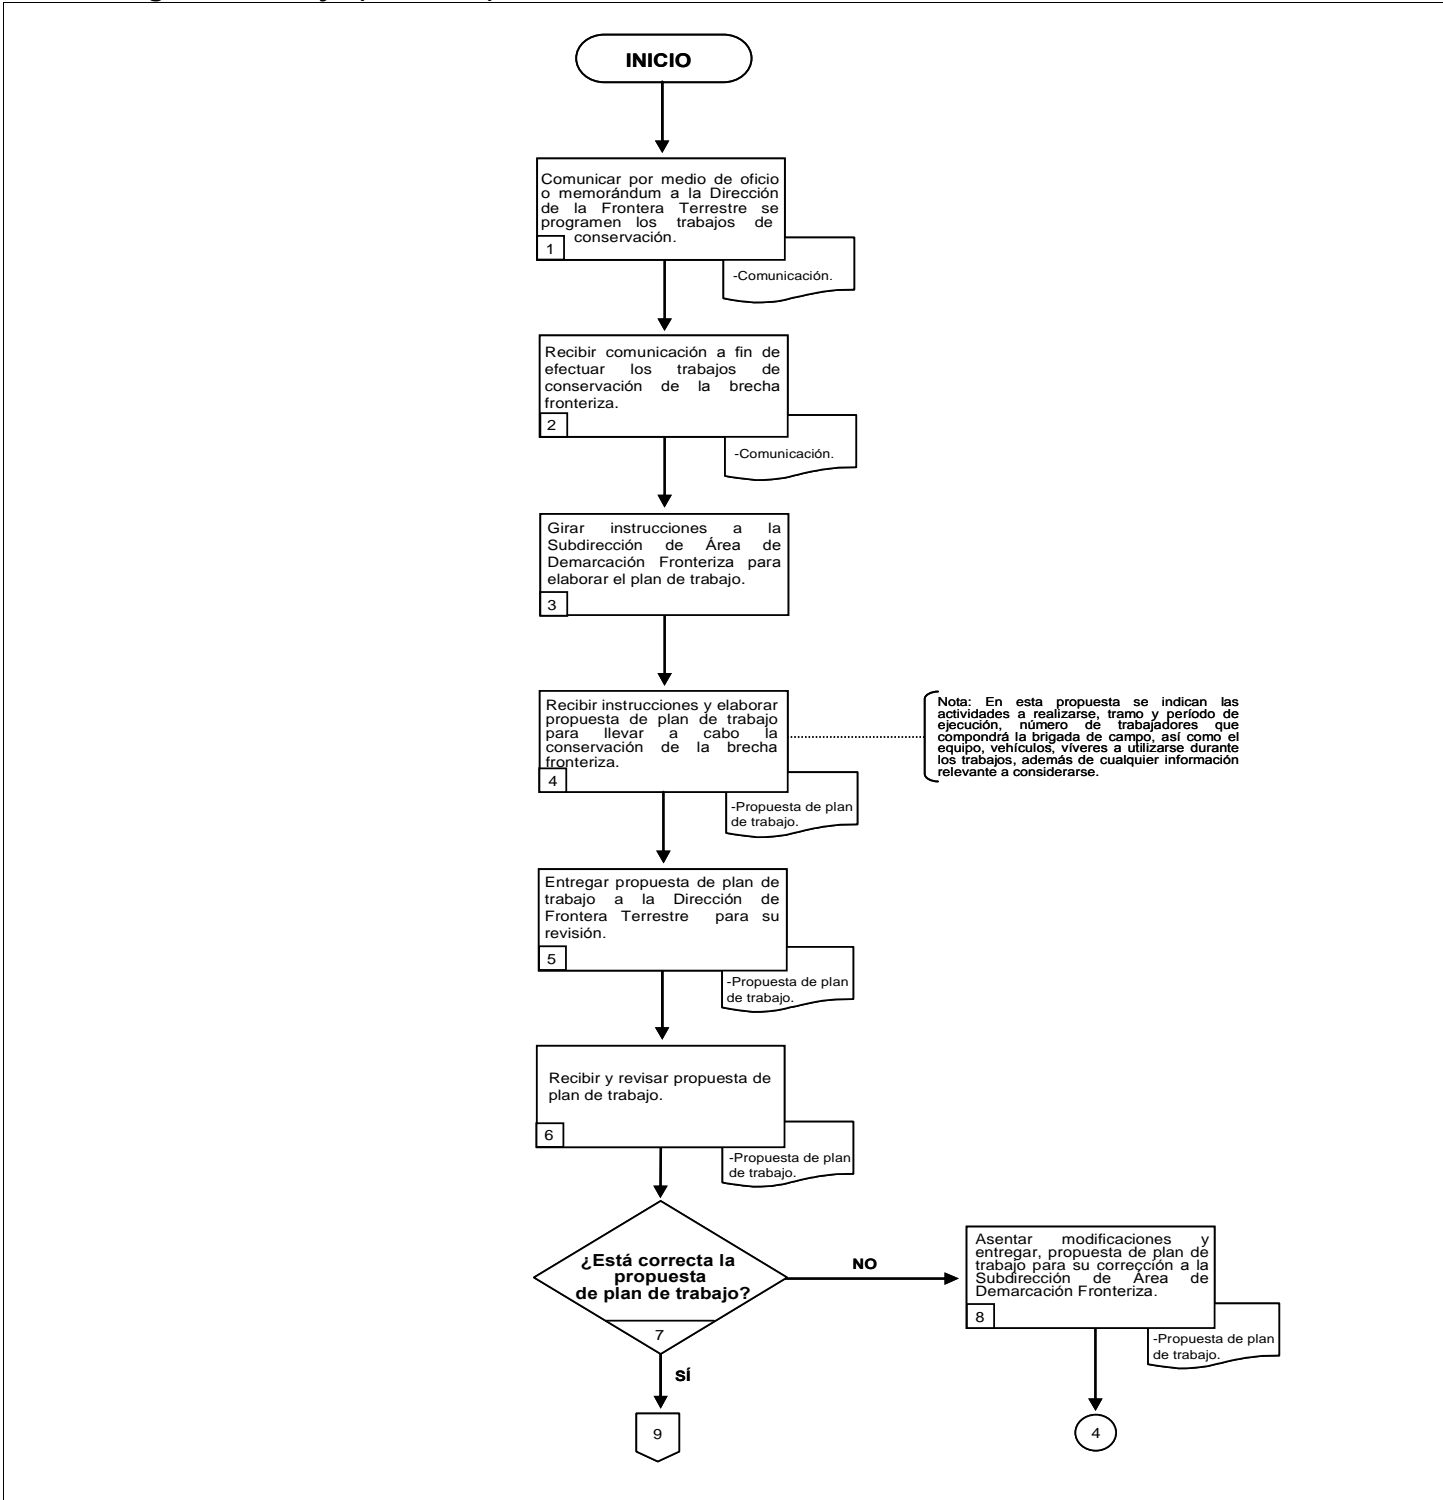 INICIO
Comunicar por medio de oficio
o memorándum a la Dirección
de la Frontera Terrestre se
programen los trabajos de
conservación.
1
-Comunicación.
Recibir comunicación a fin de
efectuar los trabajos de
conservación de la brecha
fronteriza.
2
-Comunicación.
Girar instrucciones a la
Subdirección de Área de
Demarcación Fronteriza para
elaborar el plan de trabajo.
3
Recibir instrucciones y elaborar
propuesta de plan de trabajo
para llevar a cabo la
conservación de la brecha
fronteriza.
4
-Propuesta de plan
de trabajo.
Nota: En esta propuesta se indican las
actividades a realizarse, tramo y período de
ejecución, número de trabajadores que
compondrá la brigada de campo, así como el
equipo, vehículos, víveres a utilizarse durante
los trabajos, además de cualquier información
relevante a considerarse.
Entregar propuesta de plan de
trabajo a la Dirección de
Frontera Terrestre para su
revisión.
5
-Propuesta de plan
de trabajo.
Recibir y revisar propuesta de
plan de trabajo.
6
-Propuesta de plan
de trabajo.
¿Está correcta la
propuesta
de plan de trabajo?
7
NO
Asentar modificaciones y
entregar, propuesta de plan de
trabajo para su corrección a la
Subdirección de Área de
Demarcación Fronteriza.
8
-Propuesta de plan
de trabajo.
SÍ
9
4